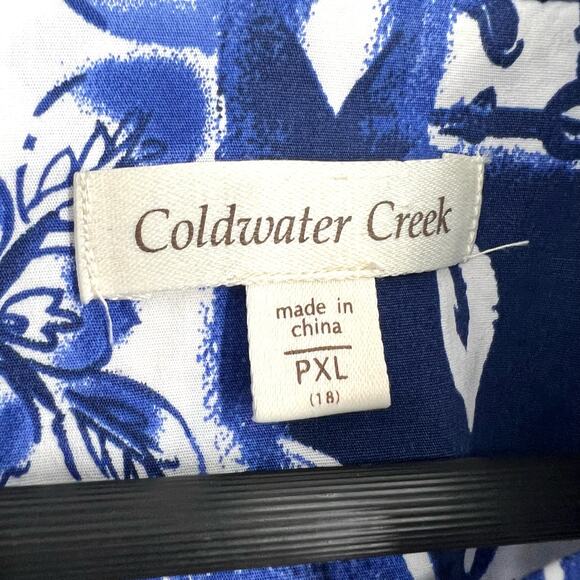 Coldwater Creek
made in
china
PXL
(18)